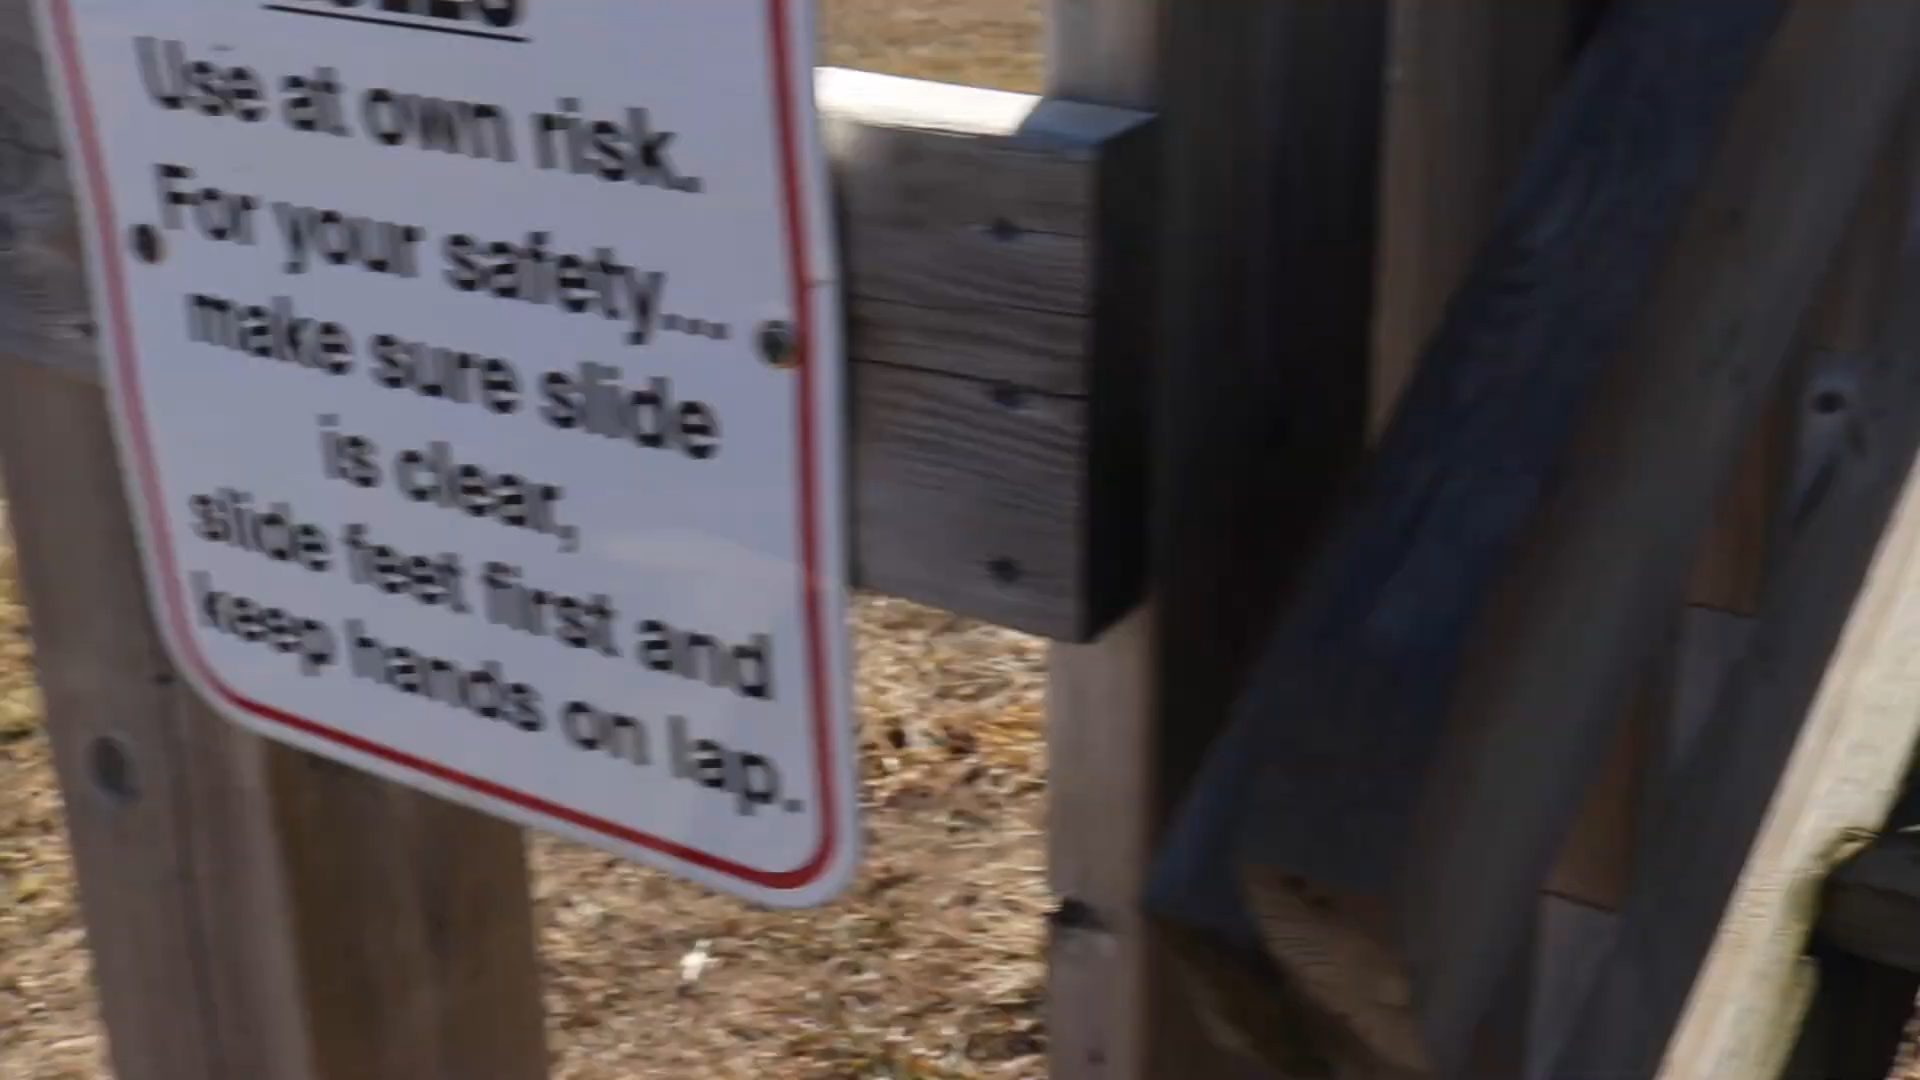 Use at own risk.
For your safety...
make sure slide
is clear,
slide feet first and
keep hands on lap.